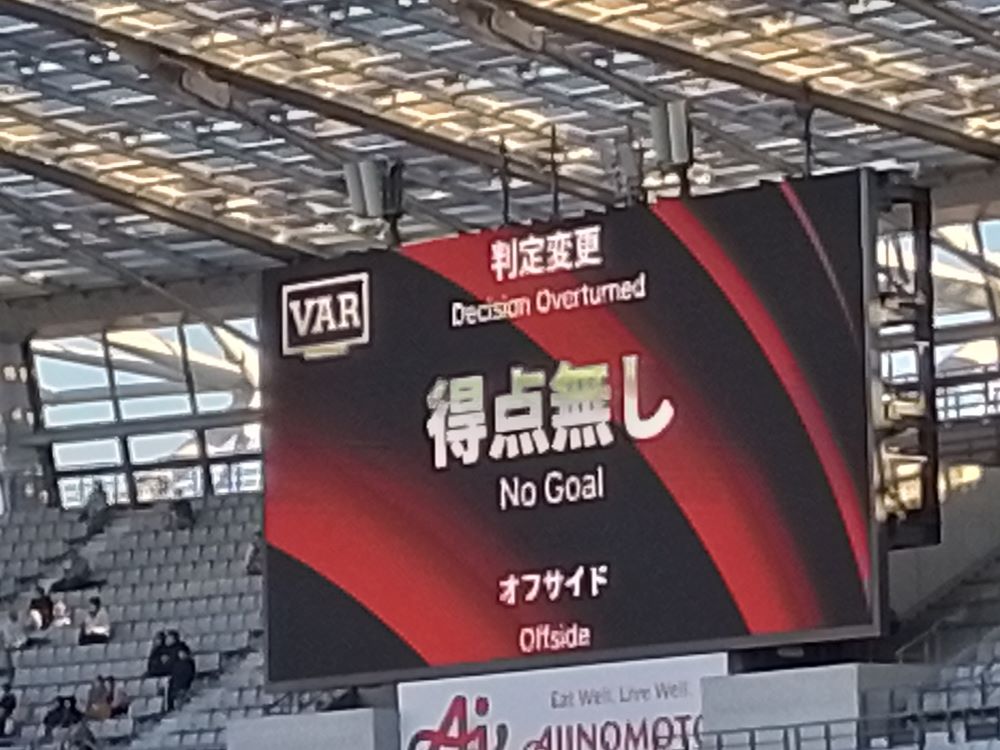 VAR
判定変更
Decision Overturned
得点無し
No Goal
オフサイド
Offside
Eat Well, Live Well.
AJINOMOTO